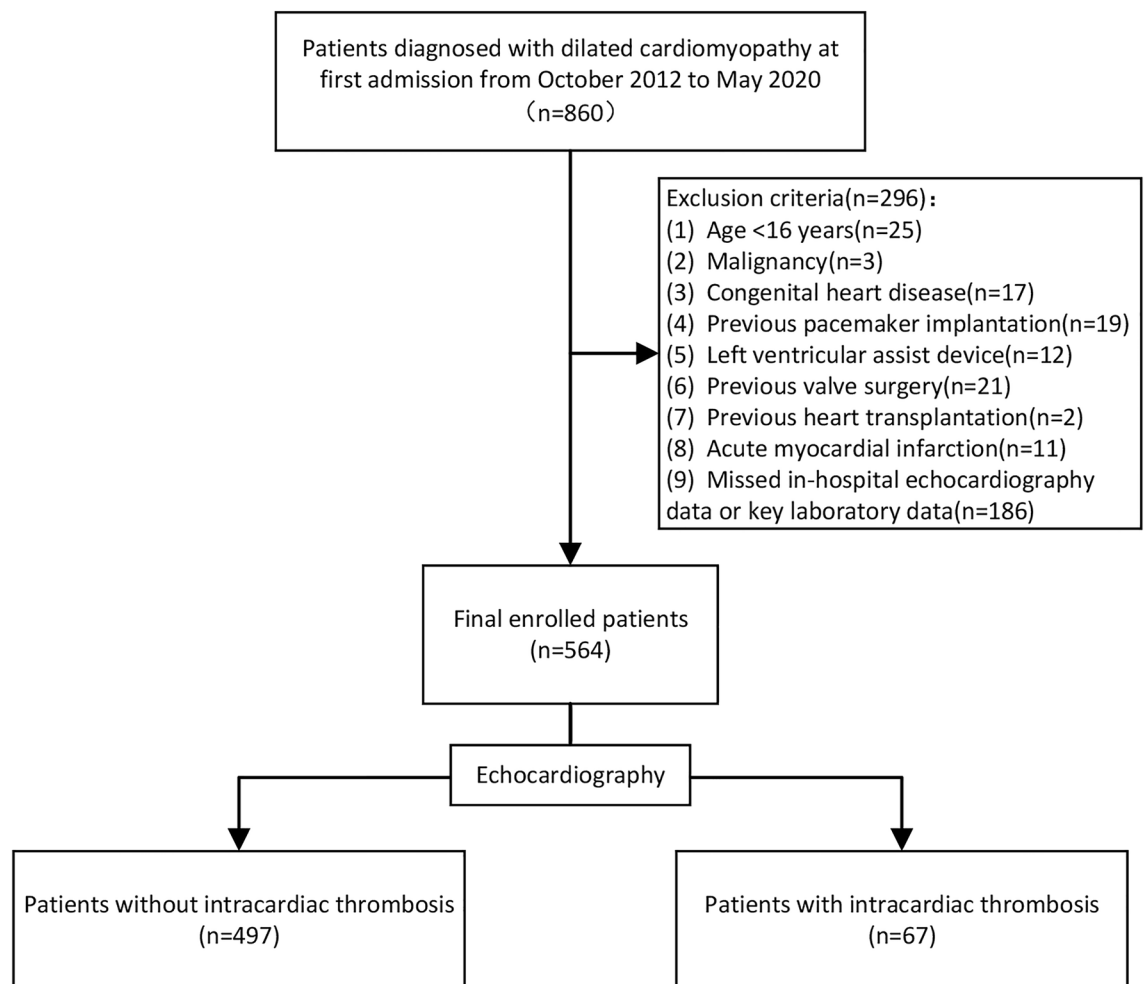 Patients diagnosed with dilated cardiomyopathy at
first admission from October 2012 to May 2020
（n=860）
Exclusion criteria(n=296)：
(1) Age <16 years(n=25)
(2) Malignancy(n=3)
(3) Congenital heart disease(n=17)
(4) Previous pacemaker implantation(n=19)
(5) Left ventricular assist device(n=12)
(6) Previous valve surgery(n=21)
(7) Previous heart transplantation(n=2)
(8) Acute myocardial infarction(n=11)
(9) Missed in-hospital echocardiography
data or key laboratory data(n=186)
Final enrolled patients
(n=564)
Echocardiography
Patients without intracardiac thrombosis
(n=497)
Patients with intracardiac thrombosis
(n=67)